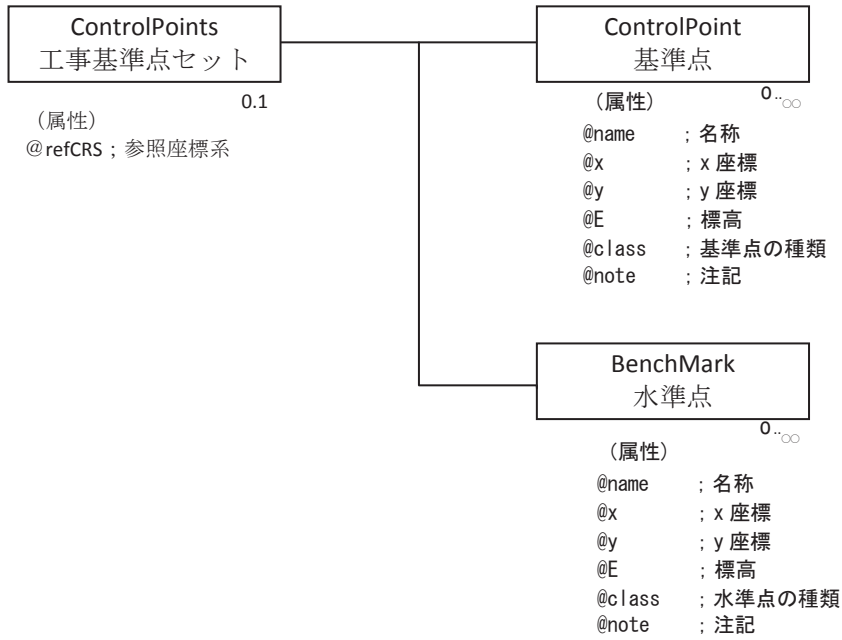 ControlPoints
工事基準点セット
0.1
（属性）
＠refCRS；参照座標系
ControlPoint
基準点
0..∞
（属性）
@name ；名称
@x ；x 座標
@y ；y 座標
@E ；標高
@class ；基準点の種類
@note ；注記
BenchMark
水準点
0..∞
（属性）
@name ；名称
@x ；x 座標
@y ；y 座標
@E ；標高
@class ；水準点の種類
@note ；注記